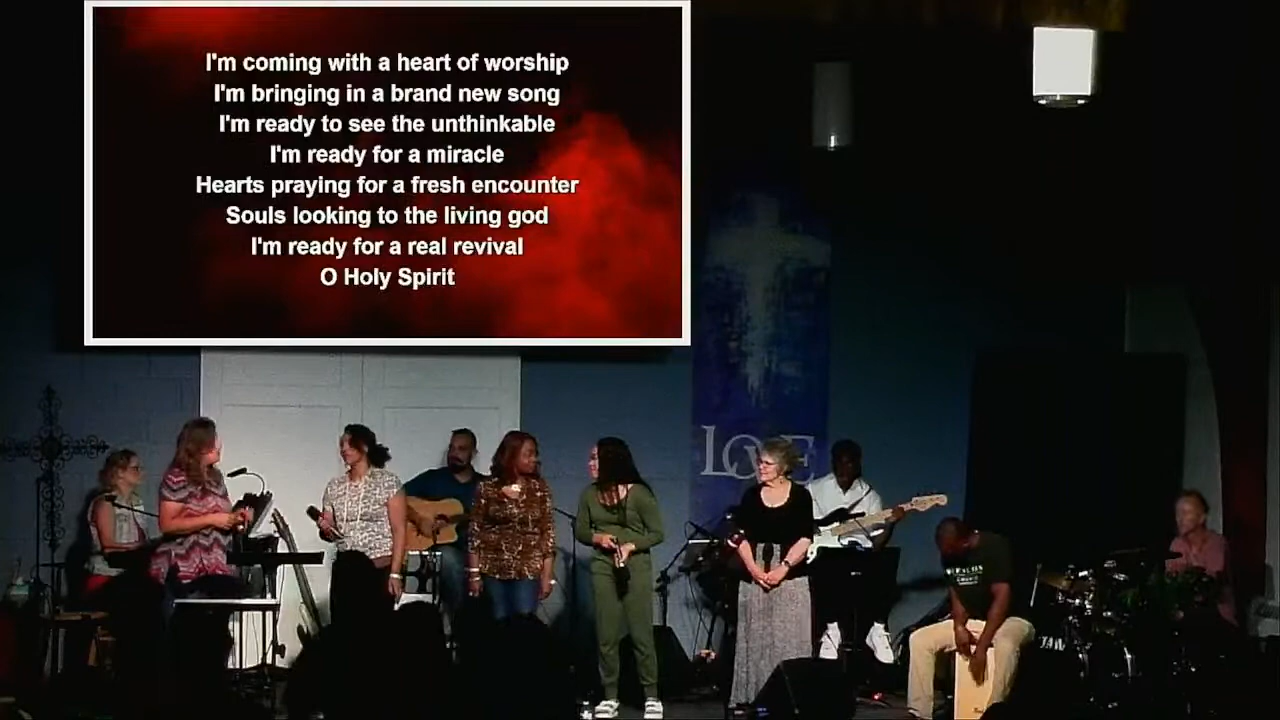 I'm coming with a heart of worship
I'm bringing in a brand new song
I'm ready to see the unthinkable
I'm ready for a miracle
Hearts praying for a fresh encounter
Souls looking to the living god
I'm ready for a real revival
O Holy Spirit
LOVE